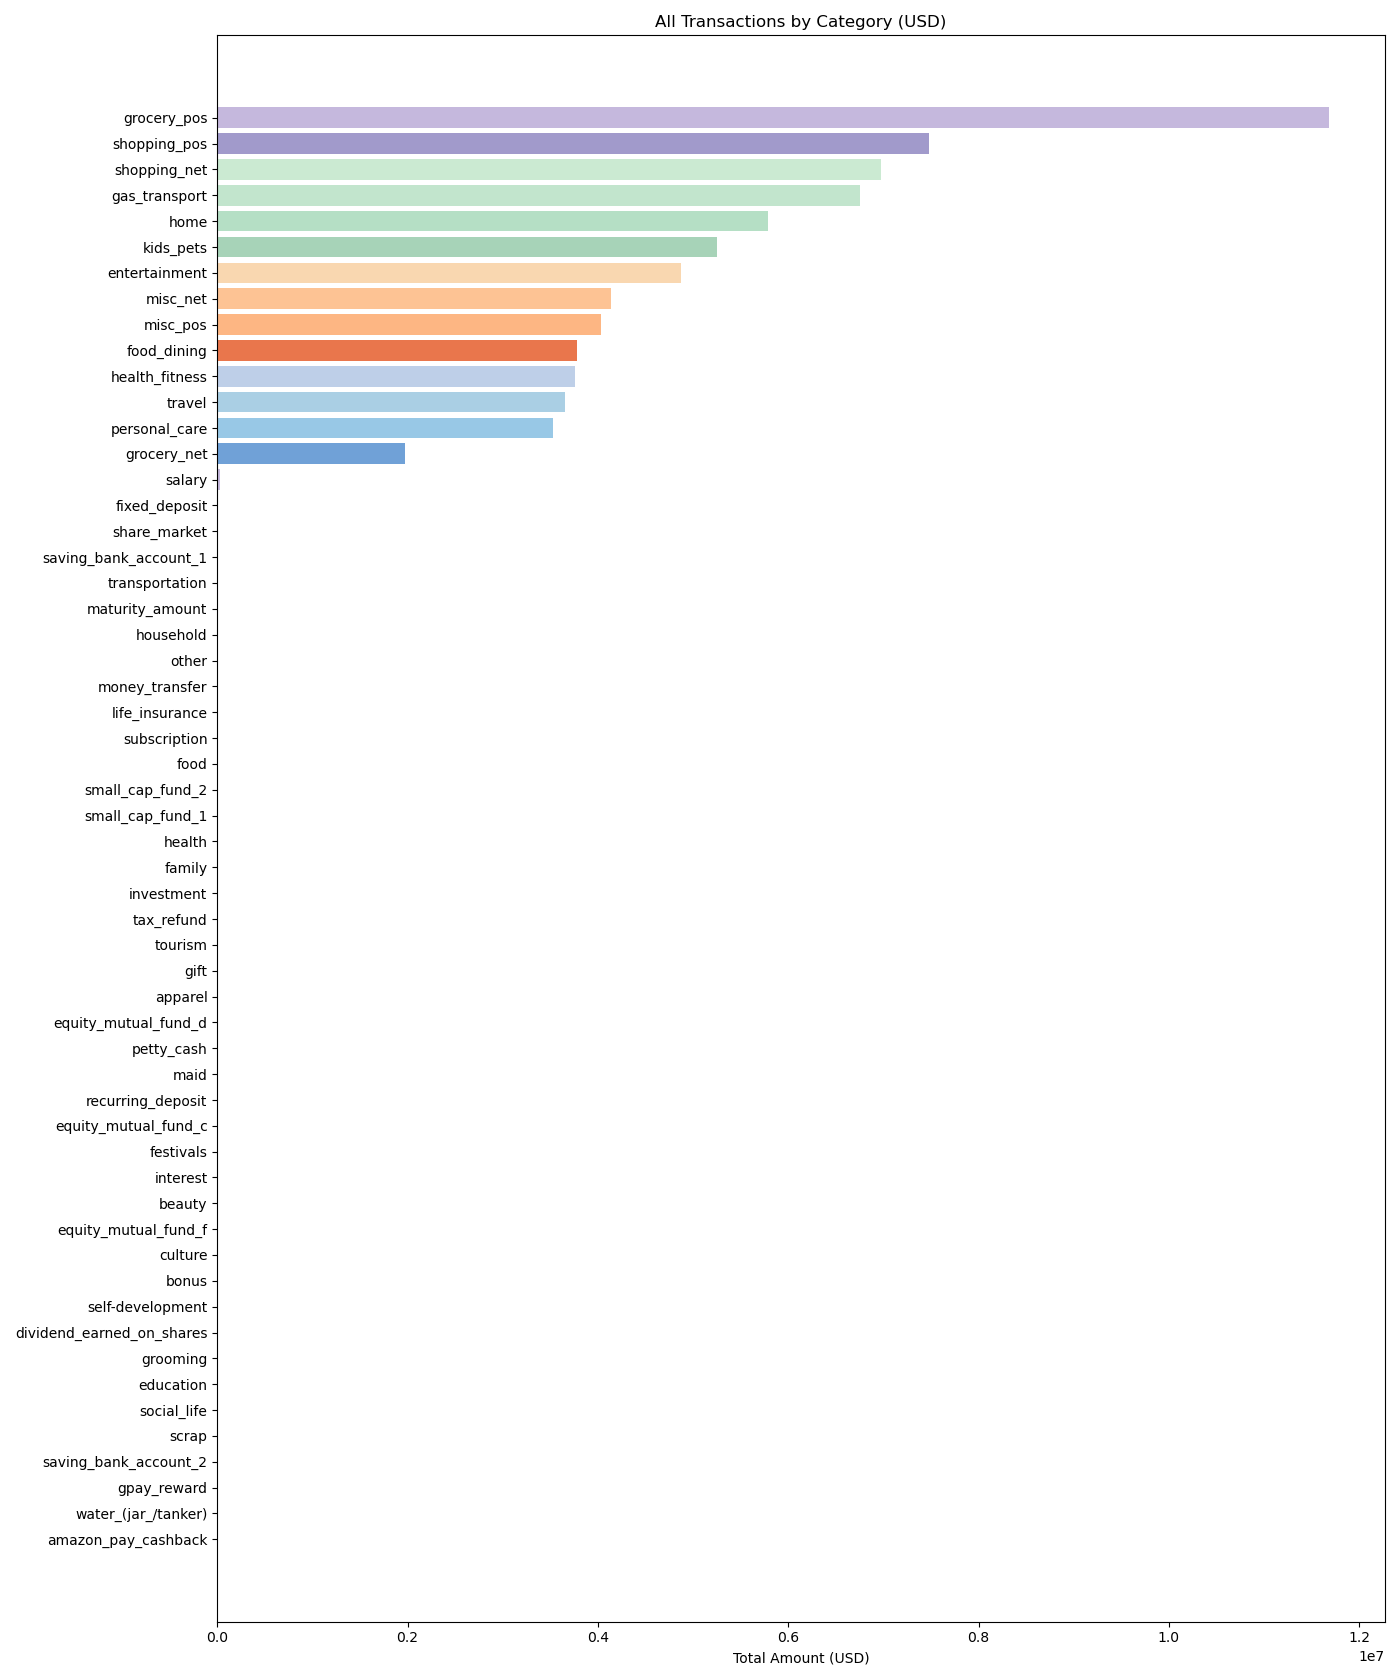 All Transactions by Category (USD)
grocery_pos
shopping_pos
shopping_net
gas_transport
home
kids_pets
entertainment
misc_net
misc_pos
food_dining
health_fitness
travel
personal_care
grocery_net
salary
fixed_deposit
share_market
saving_bank_account_1
transportation
maturity_amount
household
other
money_transfer
life_insurance
subscription
food
small_cap_fund_2
small_cap_fund_1
health
family
investment
tax_refund
tourism
gift
apparel
equity_mutual_fund_d
petty_cash
maid
recurring_deposit
equity_mutual_fund_c
festivals
interest
beauty
equity_mutual_fund_f
culture
bonus
self-development
dividend_earned_on_shares
grooming
education
social_life
scrap
saving_bank_account_2
gpay_reward
water_(jar_/tanker)
amazon_pay_cashback
0.0 0.2 0.4 0.6 0.8 1.0 1.2
1e7
Total Amount (USD)